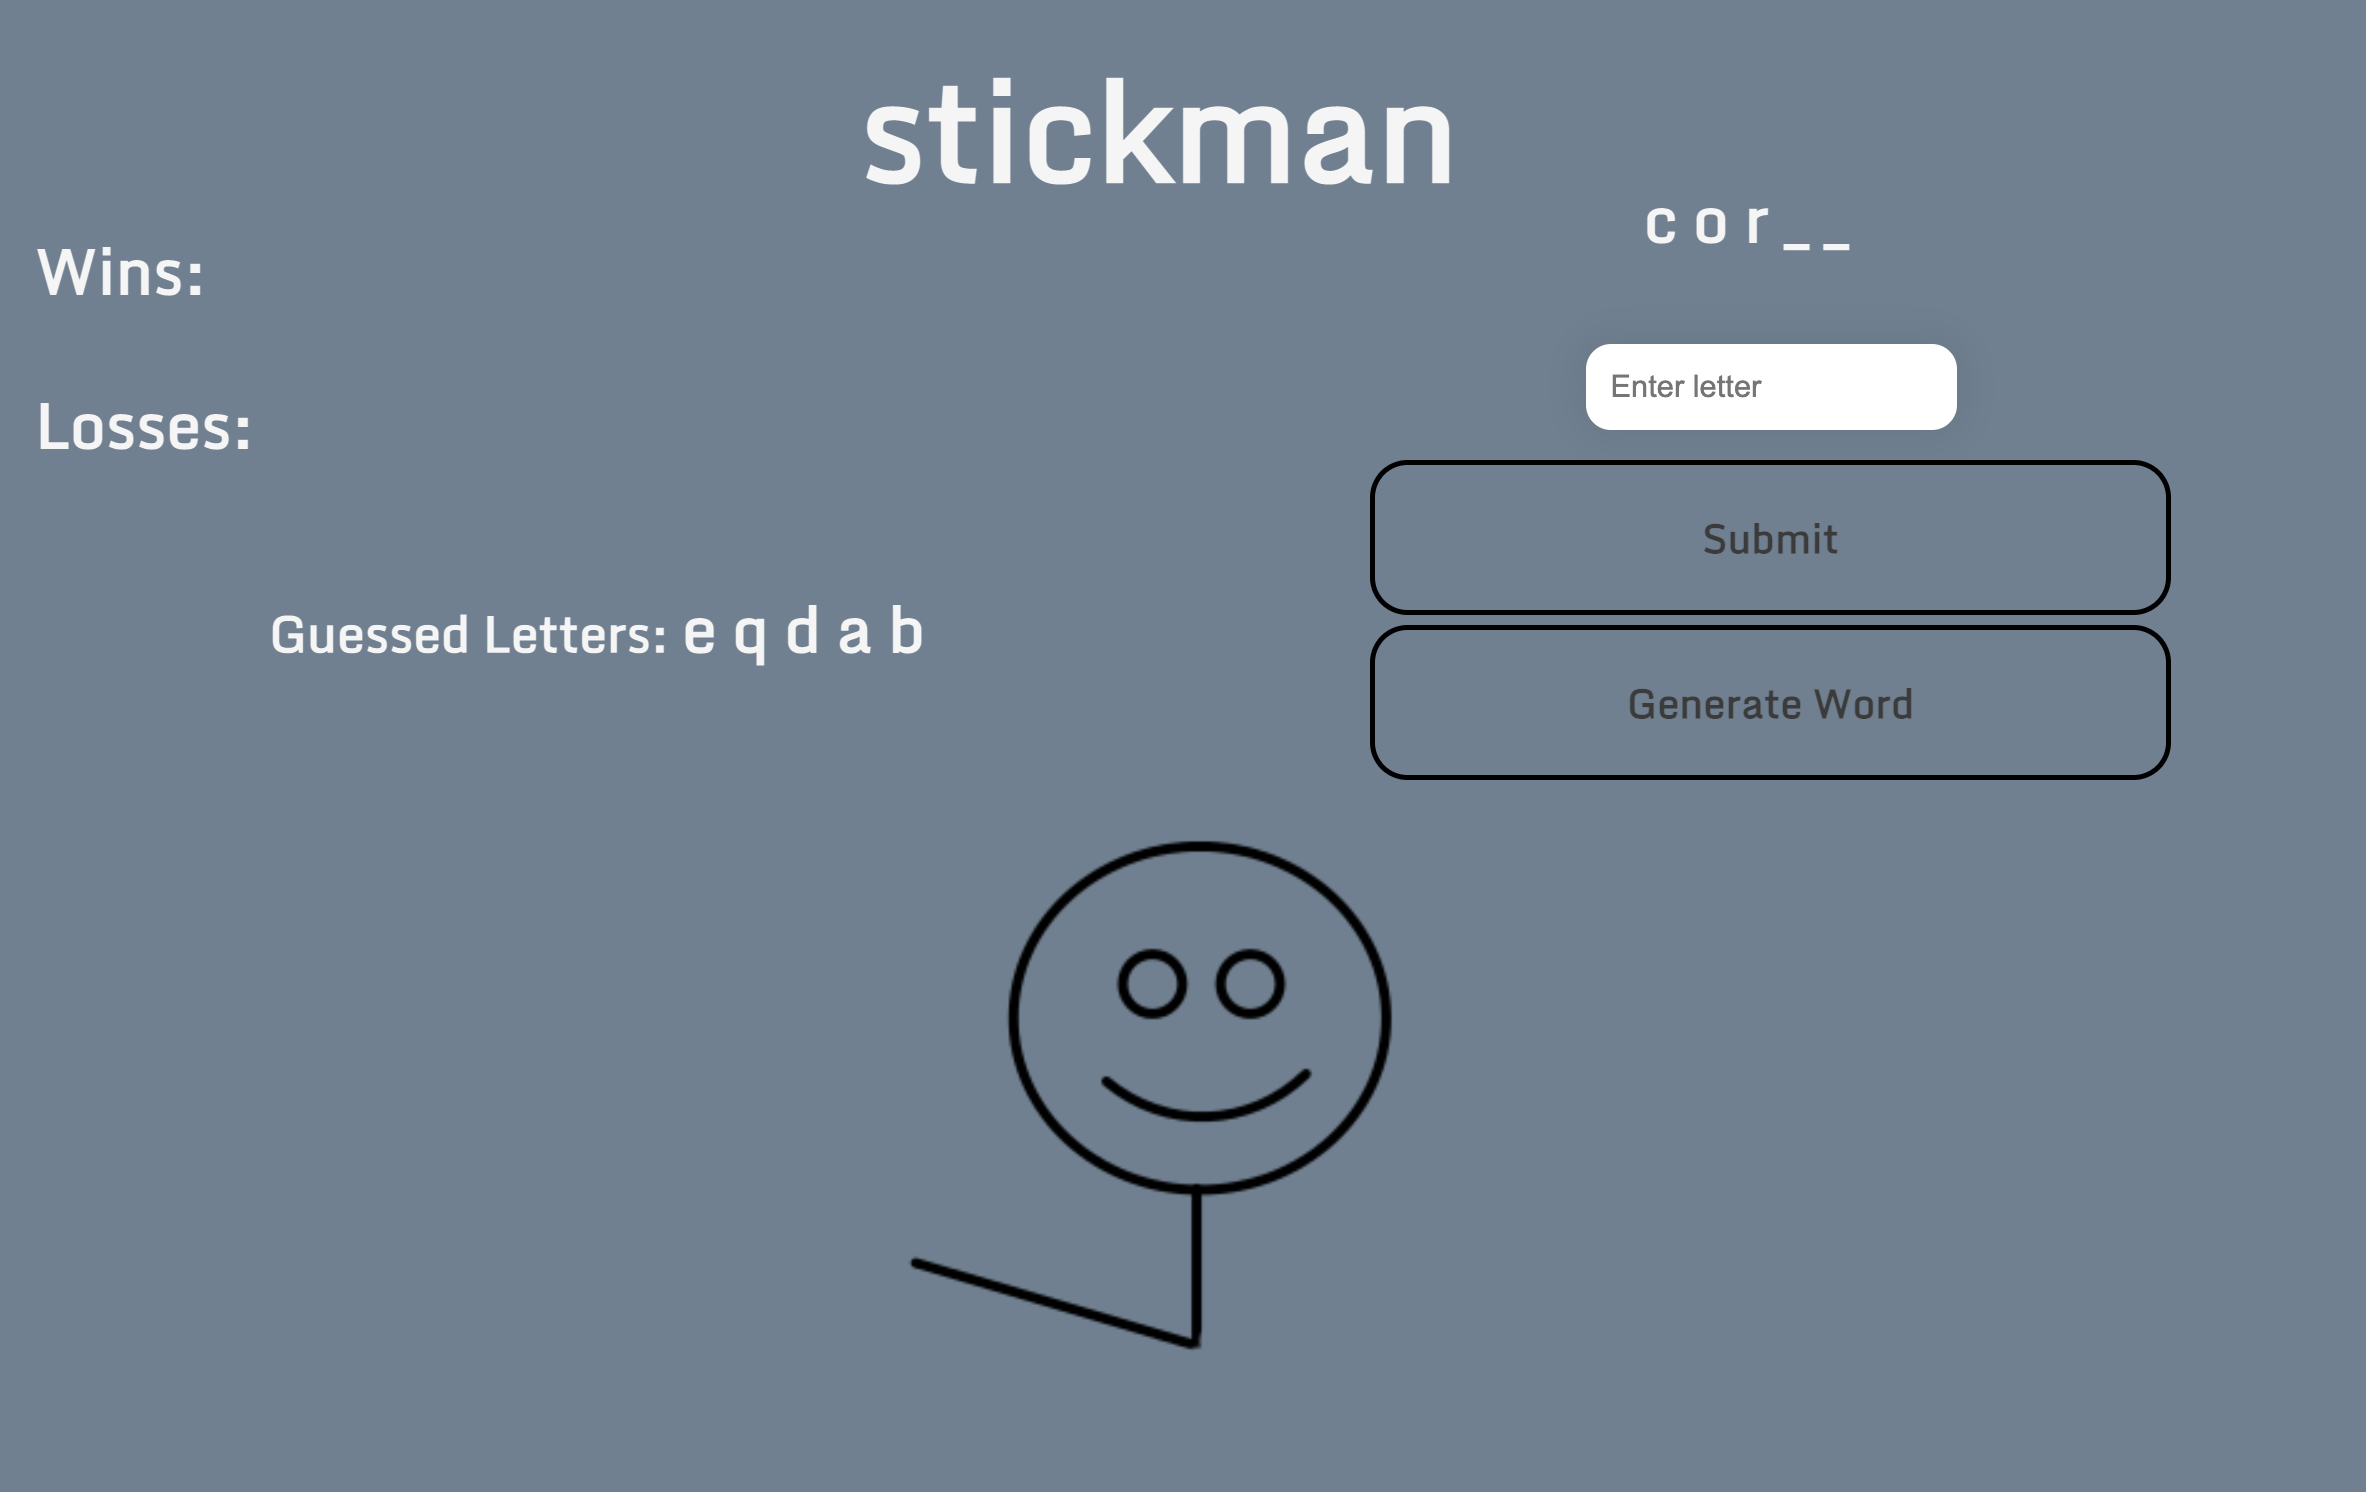 stickman
Wins:
Losses:
Guessed Letters: e q d a b
c o r _ _
Enter letter
Submit
Generate Word